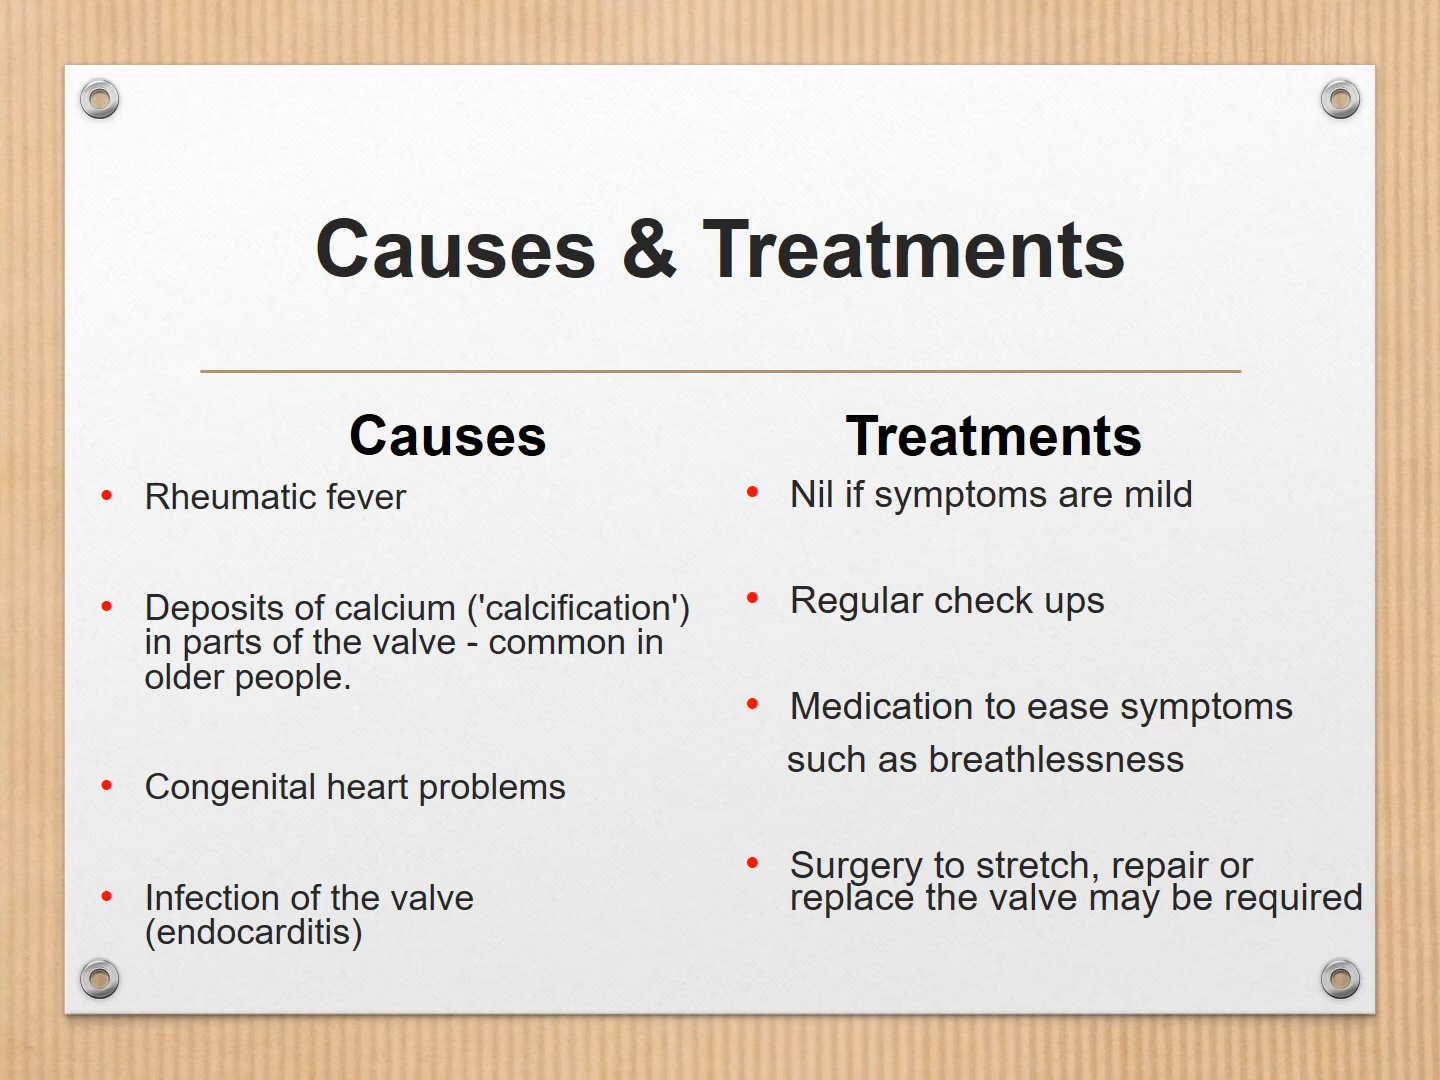 Causes & Treatments
Causes
• Rheumatic fever
• Deposits of calcium ('calcification')
in parts of the valve - common in
older people.
• Congenital heart problems
• Infection of the valve
(endocarditis)
Treatments
• Nil if symptoms are mild
• Regular check ups
• Medication to ease symptoms
such as breathlessness
• Surgery to stretch, repair or
replace the valve may be required